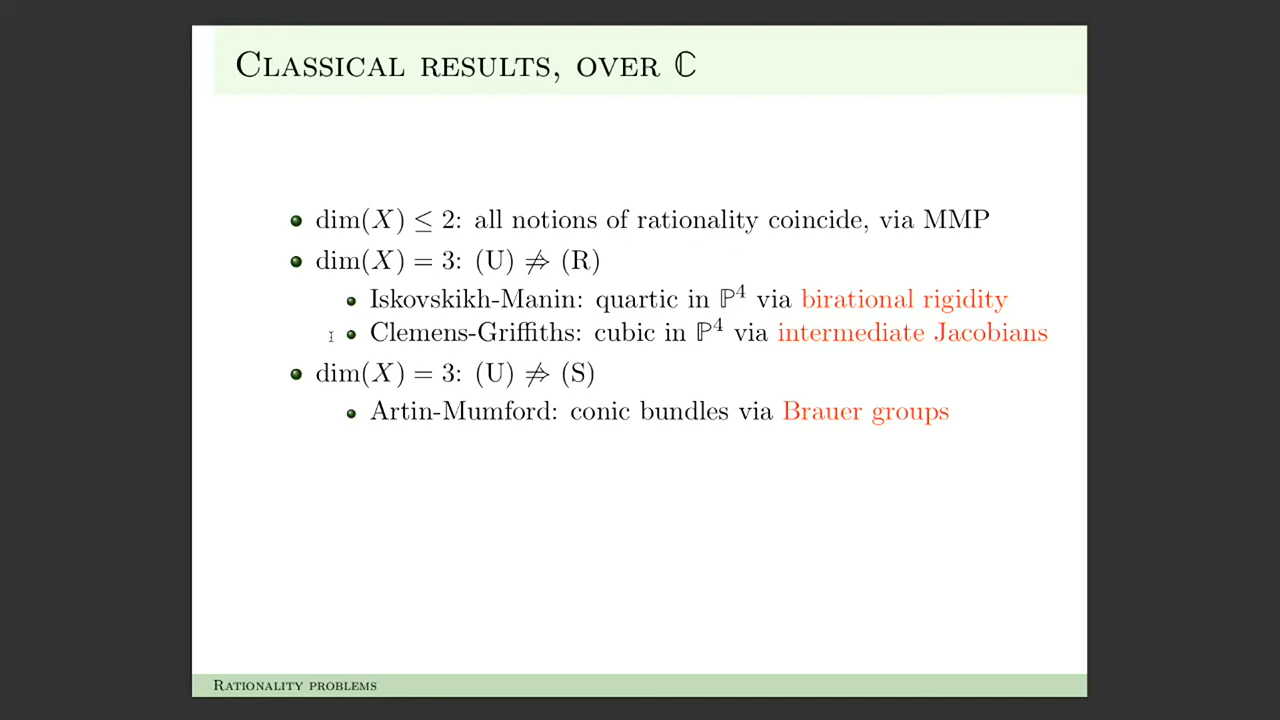 Classical results, over ℂ
dim(X) ≤ 2: all notions of rationality coincide, via MMP
dim(X) = 3: (U) ⇏ (R)
Iskovskikh-Manin: quartic in ℙ⁴ via birational rigidity
Clemens-Griffiths: cubic in ℙ⁴ via intermediate Jacobians
dim(X) = 3: (U) ⇏ (S)
Artin-Mumford: conic bundles via Brauer groups
Rationality problems